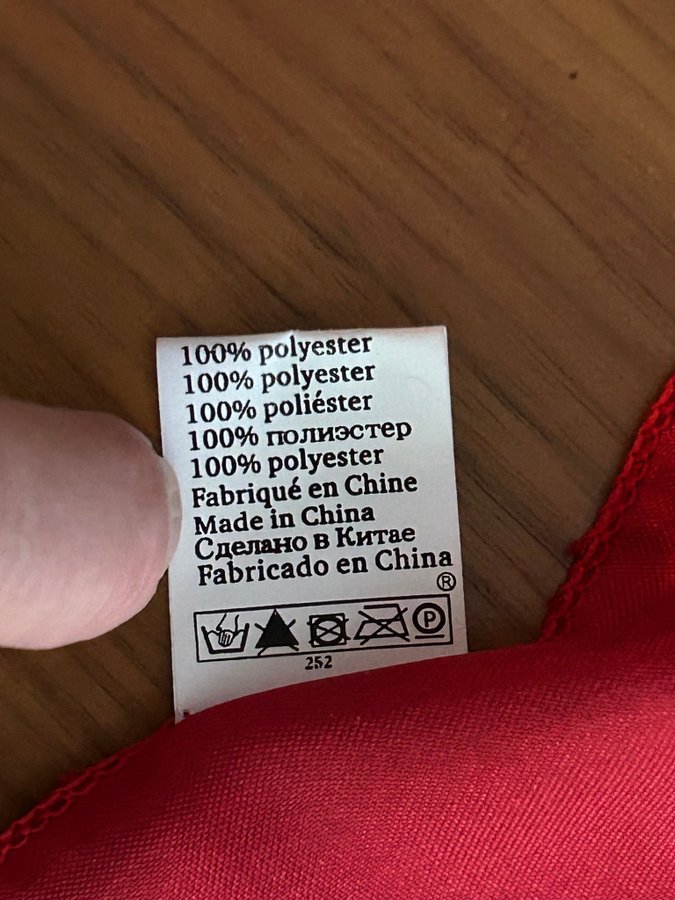 100% polyester
100% polyester
100% poliéster
100% полиэстер
100% polyester
Fabriqué en Chine
Made in China
Сделано в Китае
Fabricado en China
®
P
252